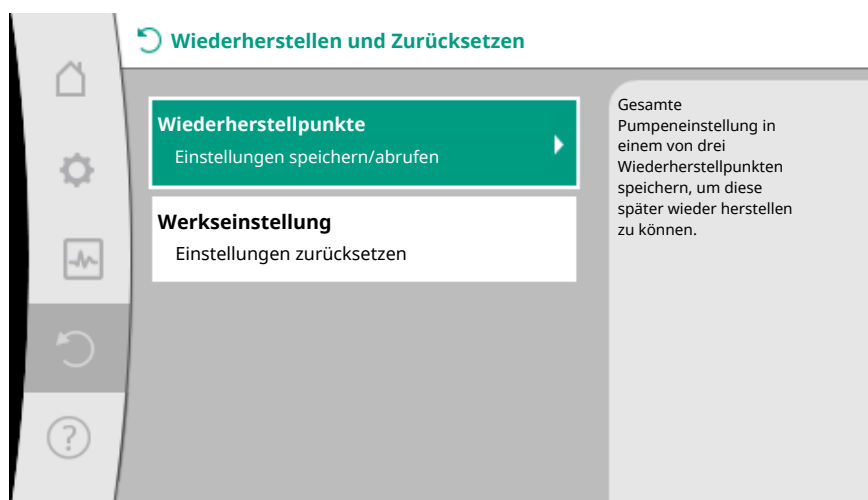 Wiederherstellen und Zurücksetzen
Wiederherstellpunkte
Einstellungen speichern/abrufen
Werkseinstellung
Einstellungen zurücksetzen
Gesamte
Pumpeneinstellung in
einem von drei
Wiederherstellpunkten
speichern, um diese
später wieder herstellen
zu können.
?